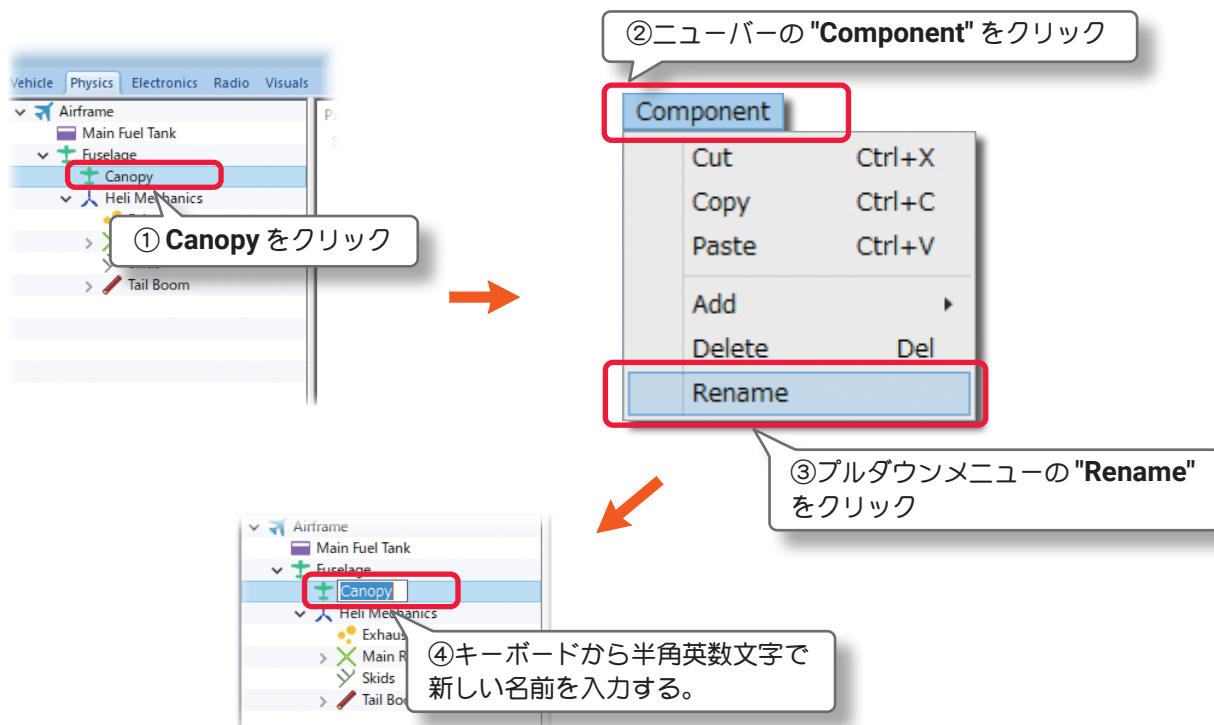 ②ニューバーの "Component" をクリック
Vehicle Physics Electronics Radio Visuals
Airframe
Main Fuel Tank
Fuselage
Canopy
Heli Mechanics
① Canopy をクリック
Tail Boom
Component
Cut Ctrl+X
Copy Ctrl+C
Paste Ctrl+V
Add
Delete Del
Rename
③プルダウンメニューの "Rename"
をクリック
Airframe
Main Fuel Tank
Fuselage
Canopy
Heli Mechanics
Exhaus
Main R
Skids
Tail Boo
④キーボードから半角英数文字で
新しい名前を入力する。